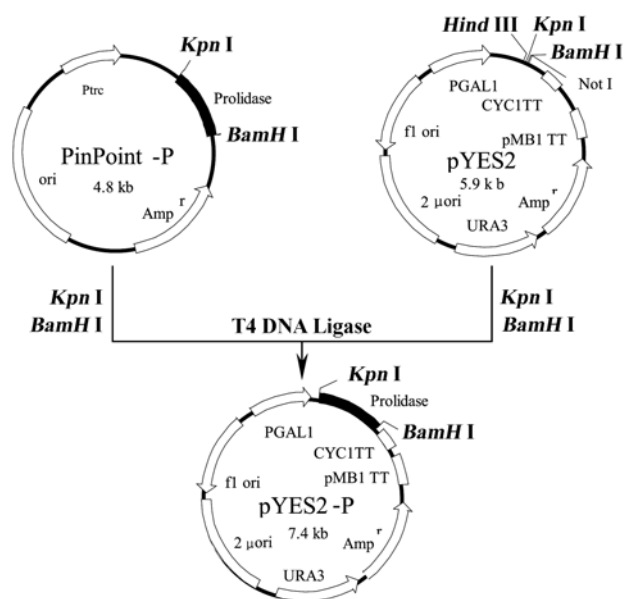 Kpn I
Ptrc
Prolidase
BamH I
PinPoint -P
4.8 kb
ori
Amp r
Hind III
Kpn I
BamH I
Not I
PGAL1
CYC1TT
f1 ori
pMB1 TT
pYES2
5.9 k b
2 μori
Amp r
URA3
Kpn I
BamH I
T4 DNA Ligase
Kpn I
BamH I
Kpn I
Prolidase
BamH I
PGAL1
CYC1TT
f1 ori
pMB1 TT
pYES2 -P
7.4 kb
2 μori
Amp r
URA3